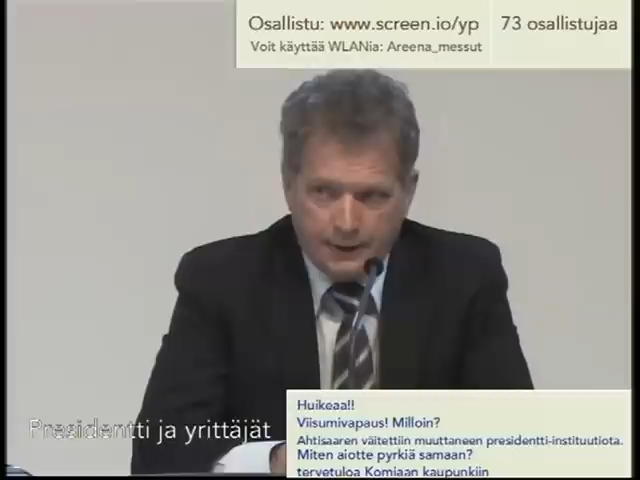 Osallistu: www.screen.io/yp 73 osallistujaa
Voit käyttää WLANia: Areena_messut
Presidentti ja yrittäjät
Huikeaa!!
Viisumivapaus! Milloin?
Ahtisaaren väitettiin muuttaneen presidentti-instituutiota.
Miten aiotte pyrkiä samaan?
tervetuloa Komiaan kaupunkiin